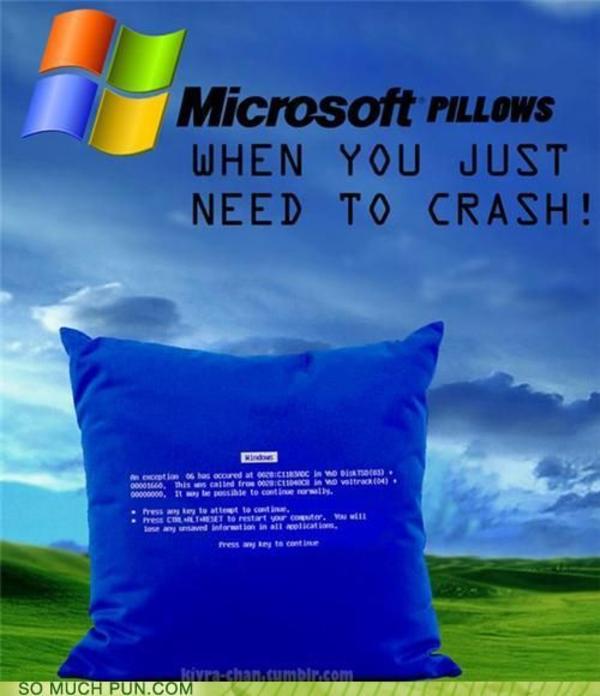 Microsoft PILLOWS
WHEN YOU JUST
NEED TO CRASH!
Windows
An exception 06 has occured at 0028:C11B3ADC in VxD DiskTSD(03) +
00001660. This was called from 0028:C11B40C8 in VxD voltrack(04) +
00000000. It may be possible to continue normally.
* Press any key to attempt to continue.
* Press CTRL+ALT+RESET to restart your computer. You will
lose any unsaved information in all applications.
Press any key to continue
kivra-chan.tumblr.com
SO MUCH PUN.COM